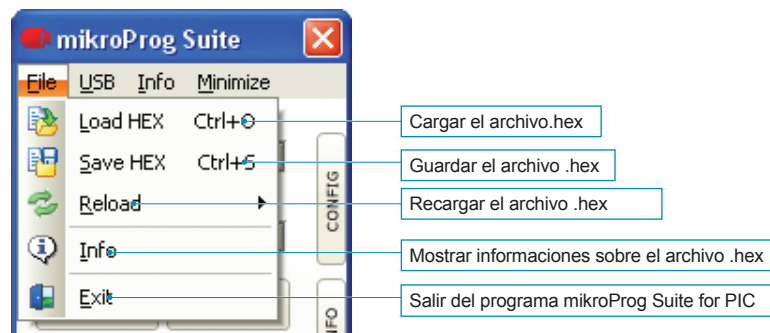 mikroProg Suite
File USB Info Minimize
Load HEX Ctrl+O
Cargar el archivo.hex
Save HEX Ctrl+S
Guardar el archivo .hex
Reload
Recargar el archivo .hex
CONFIG
Info
Mostrar informaciones sobre el archivo .hex
Exit
Salir del programa mikroProg Suite for PIC